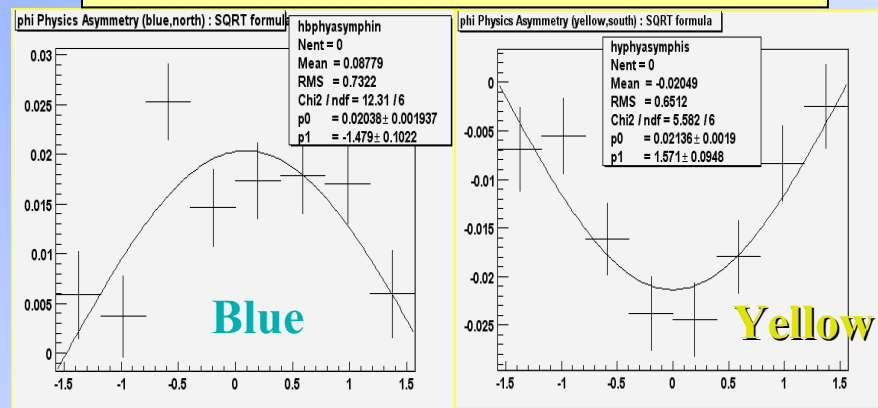 phi Physics Asymmetry (blue,north) : SQRT formula
hbphyasymphin
Nent = 0
Mean = 0.08779
RMS = 0.7322
Chi2 / ndf = 12.31 / 6
p0 = 0.02038± 0.001937
p1 = -1.479± 0.1022
0.03
0.025
0.02
0.015
0.01
0.005
0
-1.5 -1 -0.5 0 0.5 1 1.5
Blue
phi Physics Asymmetry (yellow,south) : SQRT formula
hyphyasymphis
Nent = 0
Mean = -0.02049
RMS = 0.6512
Chi2 / ndf = 5.582 / 6
p0 = 0.02136± 0.0019
p1 = 1.571± 0.0948
0
-0.005
-0.01
-0.015
-0.02
-0.025
-1.5 -1 -0.5 0 0.5 1 1.5
Yellow